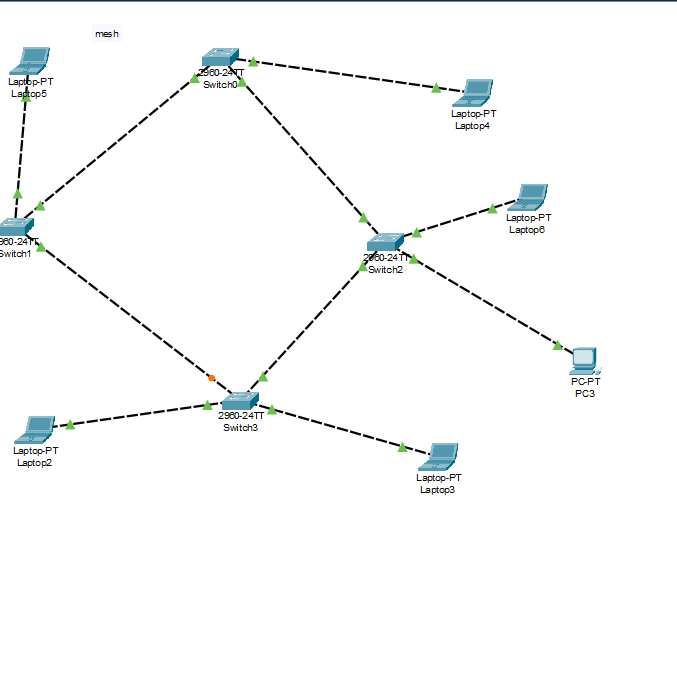 mesh
Laptop-PT
Laptop5
2960-24TT
Switch0
Laptop-PT
Laptop4
Laptop-PT
Laptop6
960-24TT
Switch1
2960-24TT
Switch2
PC-PT
PC3
2960-24TT
Switch3
Laptop-PT
Laptop2
Laptop-PT
Laptop3